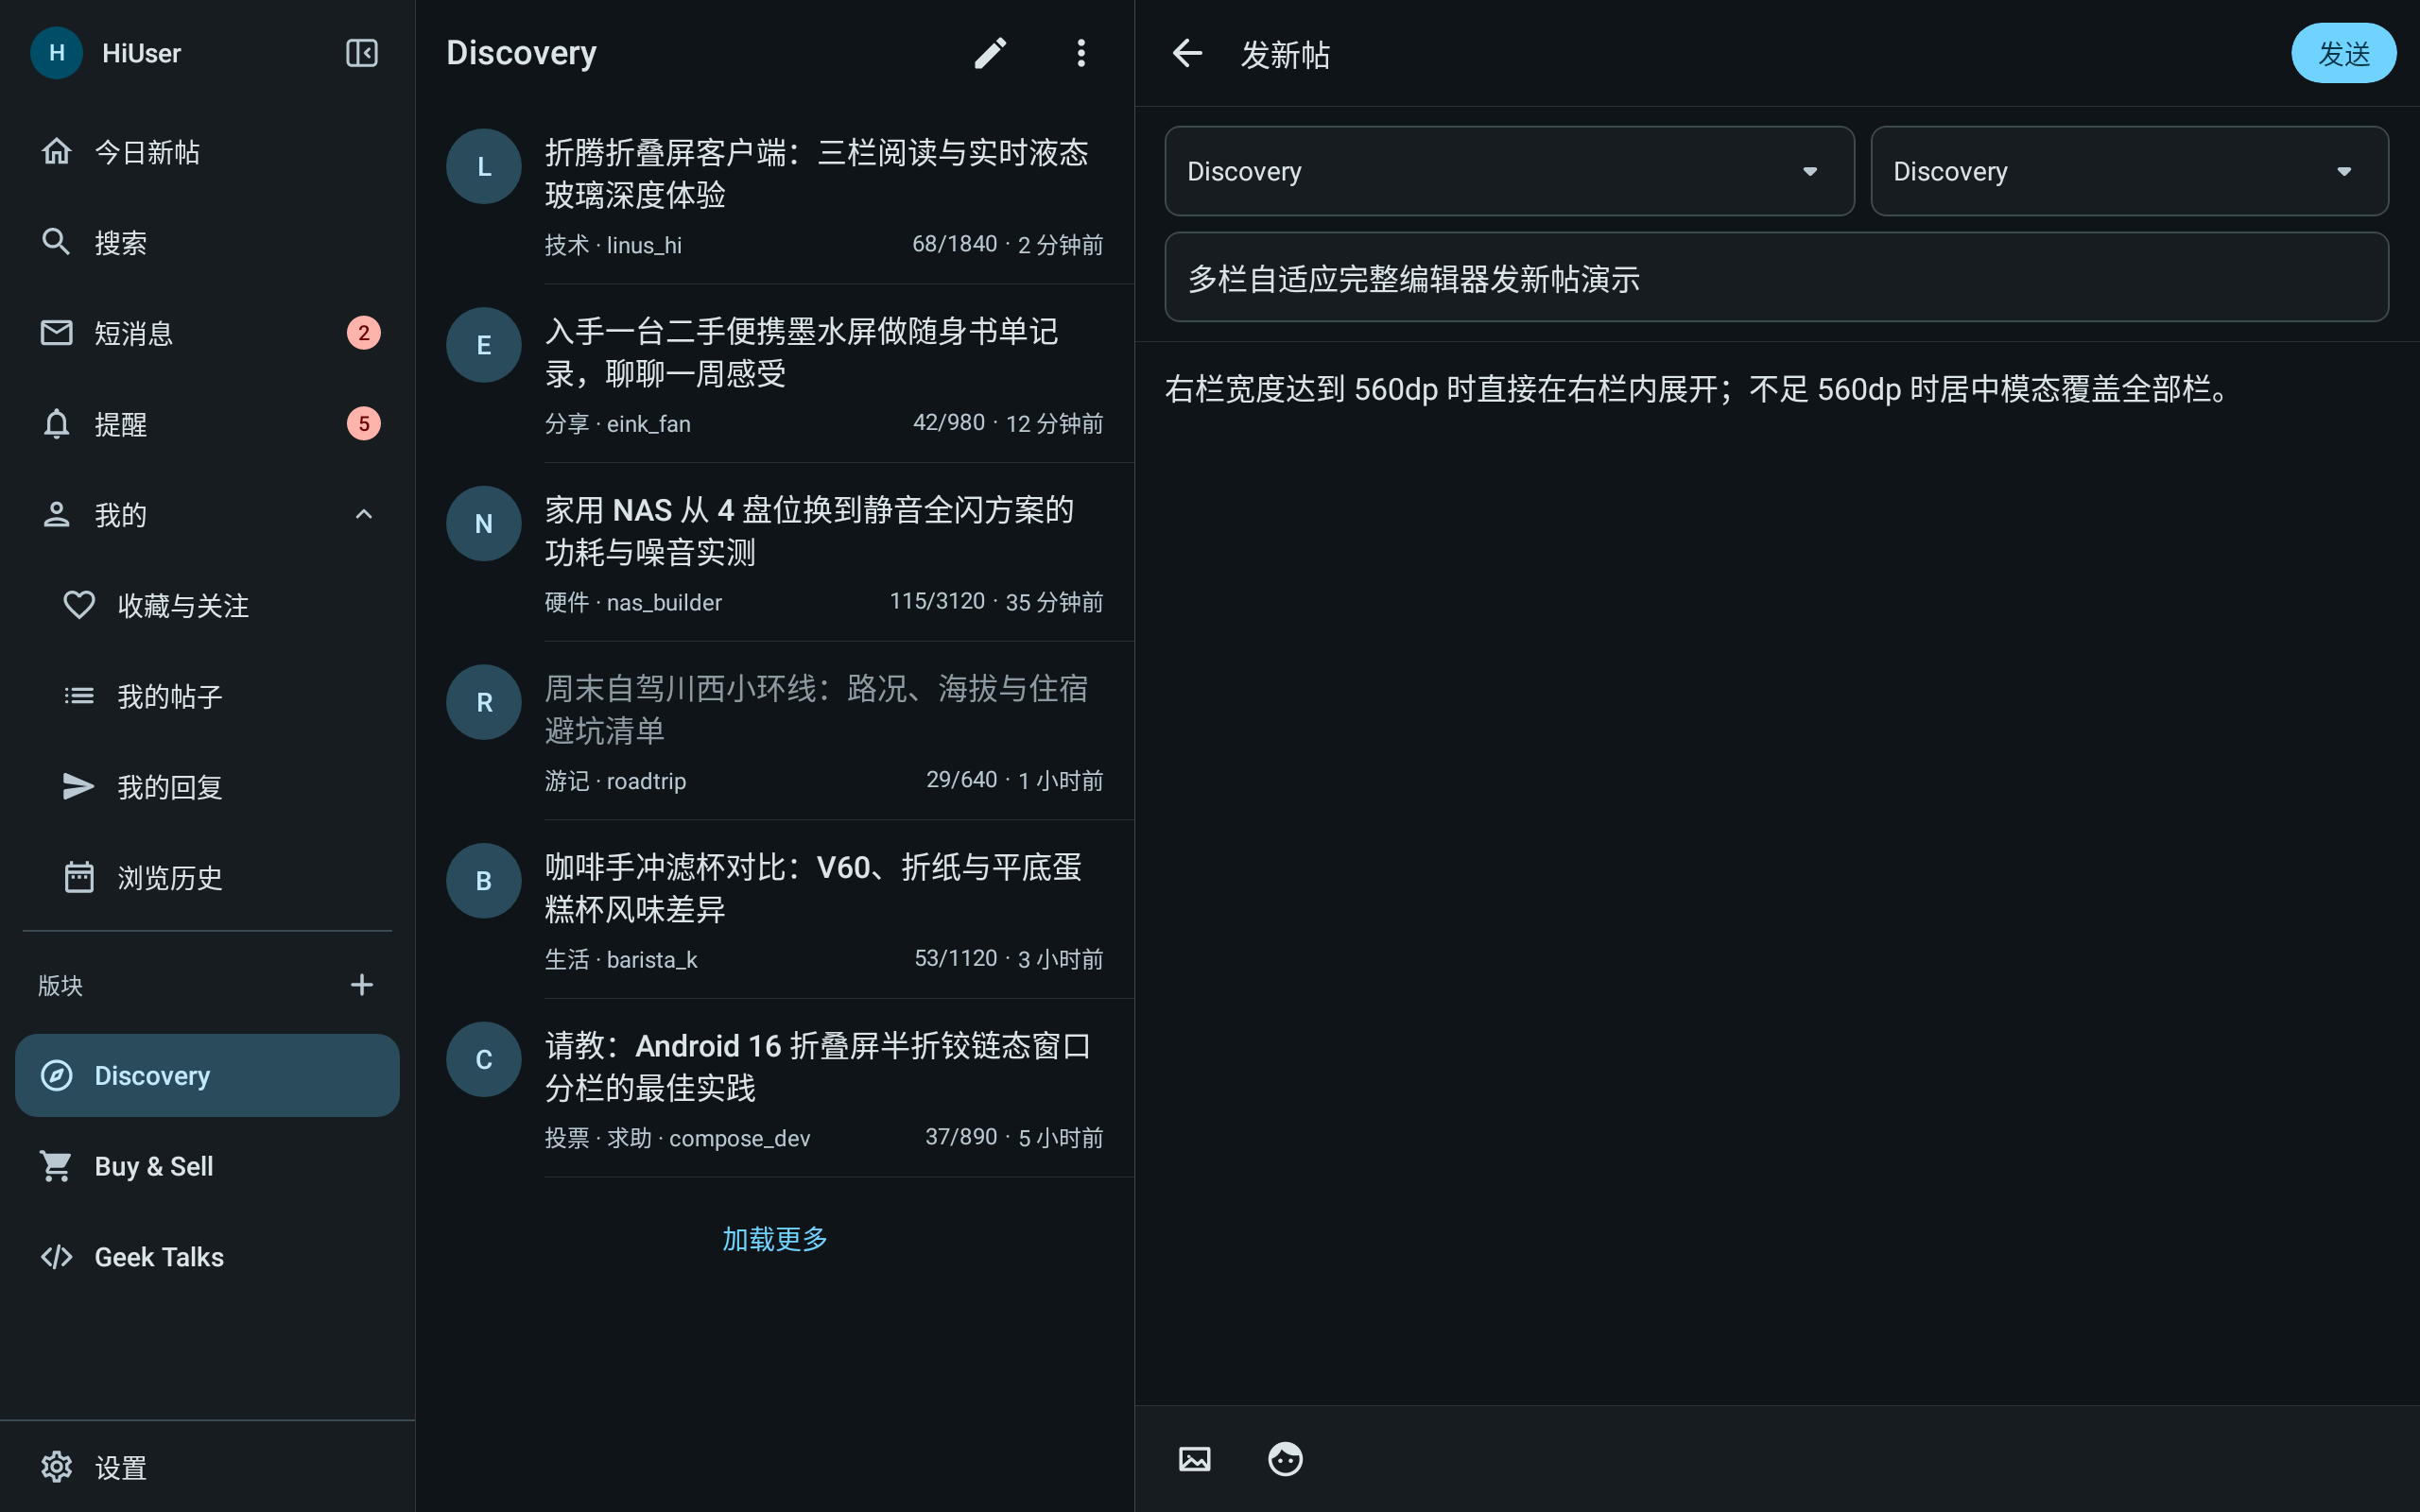 H HiUser
今日新帖
搜索
短消息 2
提醒 5
我的
收藏与关注
我的帖子
我的回复
浏览历史
版块
Discovery
Buy & Sell
Geek Talks
设置
Discovery
L
折腾折叠屏客户端：三栏阅读与实时液态
玻璃深度体验
技术 · linus_hi 68/1840 · 2 分钟前
E
入手一台二手便携墨水屏做随身书单记
录，聊聊一周感受
分享 · eink_fan 42/980 · 12 分钟前
N
家用 NAS 从 4 盘位换到静音全闪方案的
功耗与噪音实测
硬件 · nas_builder 115/3120 · 35 分钟前
R
周末自驾川西小环线：路况、海拔与住宿
避坑清单
游记 · roadtrip 29/640 · 1 小时前
B
咖啡手冲滤杯对比：V60、折纸与平底蛋
糕杯风味差异
生活 · barista_k 53/1120 · 3 小时前
C
请教：Android 16 折叠屏半折铰链态窗口
分栏的最佳实践
投票 · 求助 · compose_dev 37/890 · 5 小时前
加载更多
发新帖 发送
Discovery Discovery
多栏自适应完整编辑器发新帖演示
右栏宽度达到 560dp 时直接在右栏内展开；不足 560dp 时居中模态覆盖全部栏。